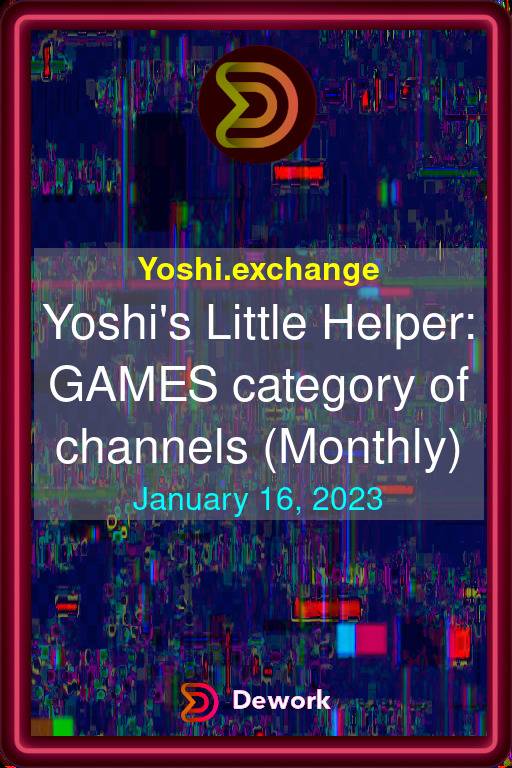 Yoshi.exchange
Yoshi's Little Helper:
GAMES category of
channels (Monthly)
January 16, 2023
Dework